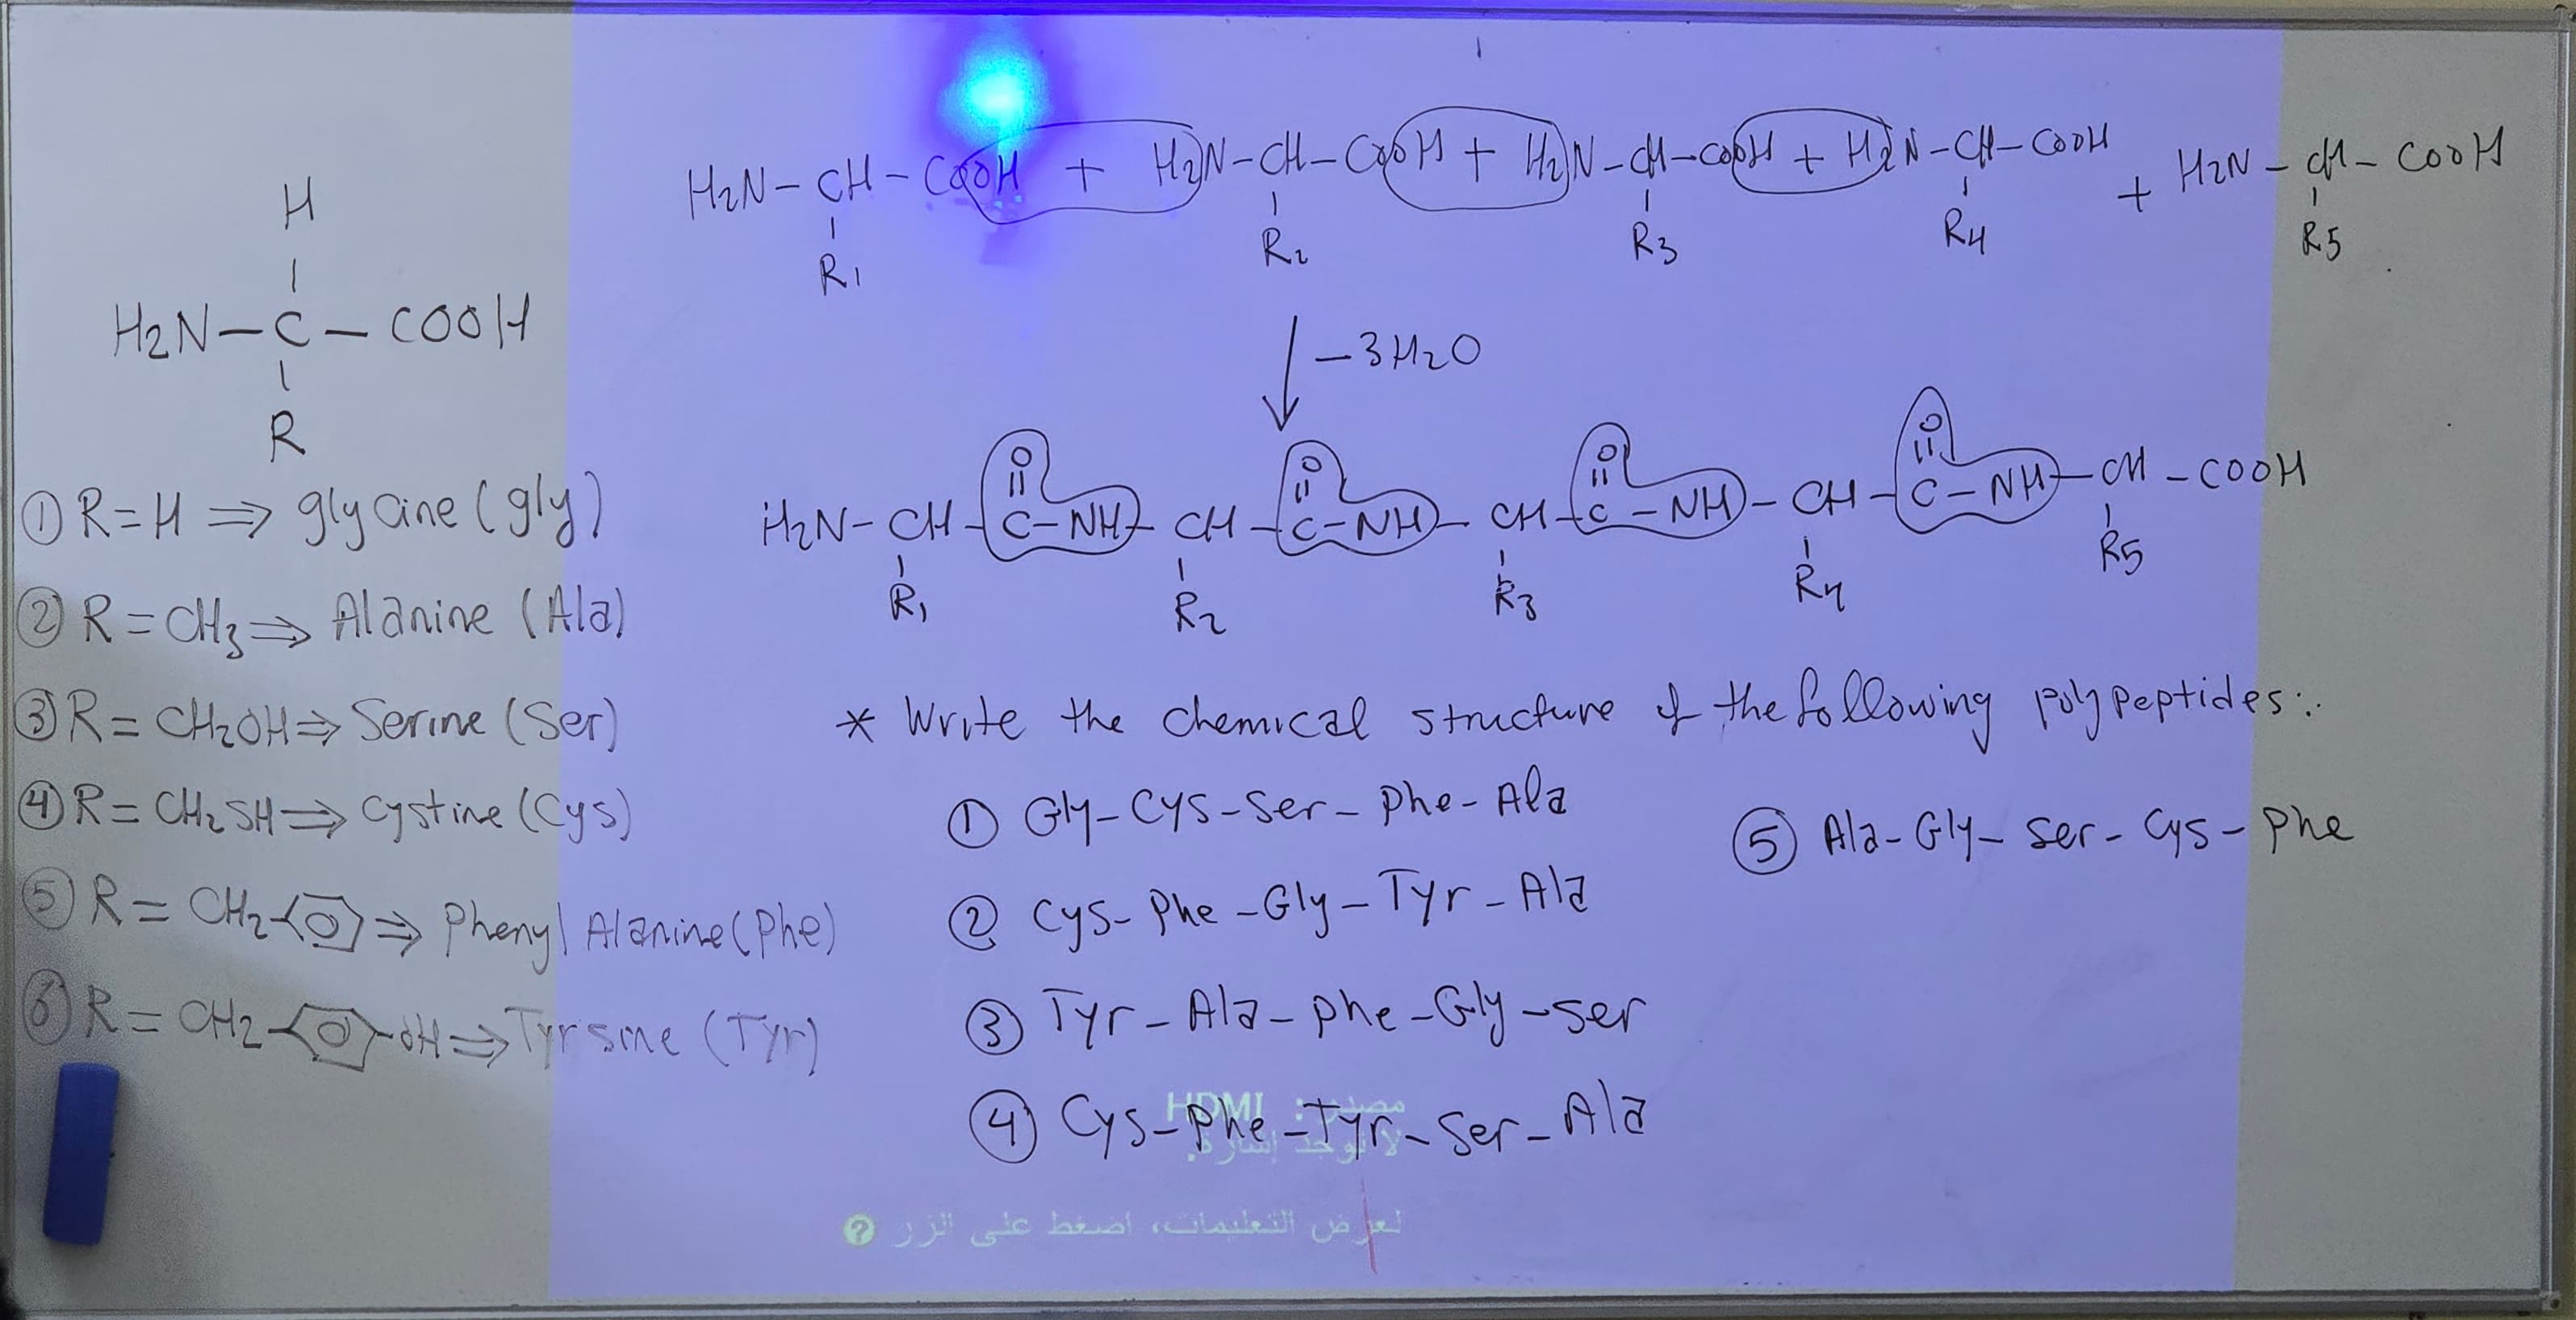 H
H₂N–C–COOH
R
① R=H ⇒ glycine (gly)
② R=CH₃ ⇒ Alanine (Ala)
③ R=CH₂OH ⇒ Serine (Ser)
④ R=CH₂SH ⇒ Cystine (Cys)
⑤ R=CH₂- ⇒ Phenyl Alanine (Phe)
⑥ R=CH₂- -OH ⇒ Tyrsine (Tyr)
H₂N–CH–COOH + H₂N–CH–COOH + H₂N–CH–COOH + H₂N–CH–COOH + H₂N–CH–COOH
R₁ R₂ R₃ R₄ R5
–3H₂O
O O O O
H₂N–CH–C–NH–CH–C–NH–CH–C–NH–CH–C–NH–CH–COOH
R₁ R₂ R₃ R₄ R5
* Write the chemical structure of the following polypeptides:
① Gly–Cys–Ser–Phe–Ala
② Cys–Phe–Gly–Tyr–Ala
③ Tyr–Ala–Phe–Gly–Ser
④ Cys–Phe–Tyr–Ser–Ala
⑤ Ala–Gly–Ser–Cys–Phe
مصدر: HDMI
لا توجد إشارة.
لعرض التعليمات، اضغط على الزر ?